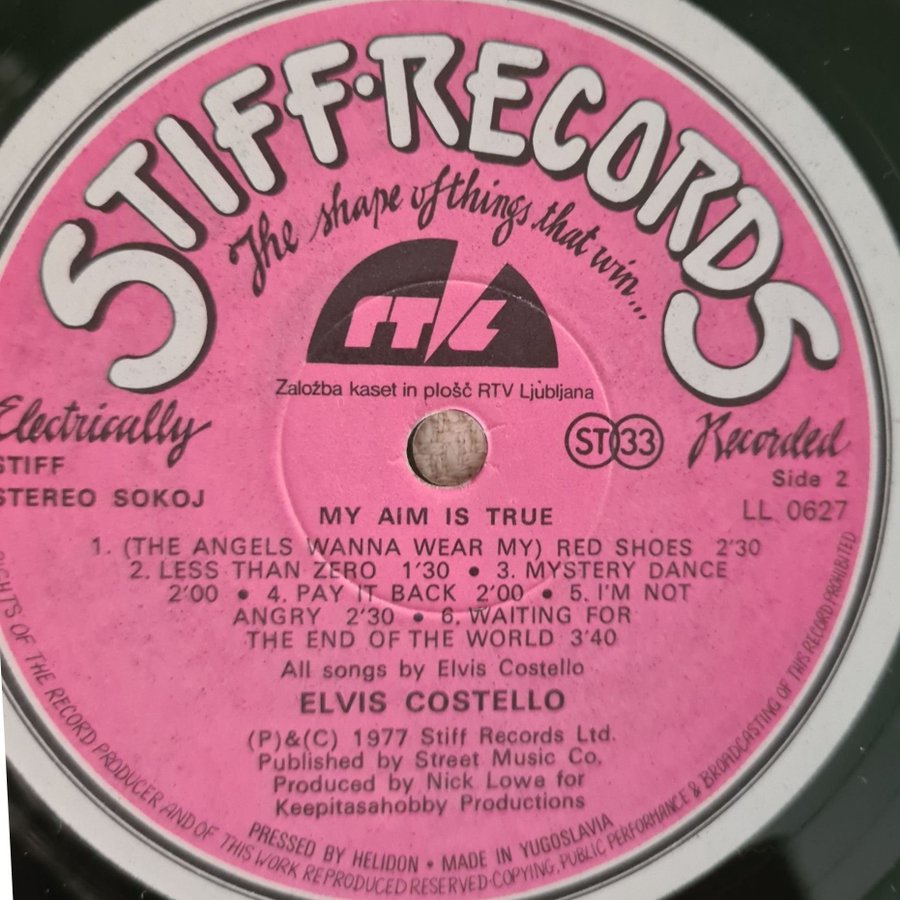 STIFF·RECORDS
The shape of things that win...
RTVL
Založba kaset in plošč RTV Ljubljana
Electrically
Recorded
STIFF
STEREO SOKOJ
ST 33
Side 2
LL 0627
MY AIM IS TRUE
1. (THE ANGELS WANNA WEAR MY) RED SHOES 2'30
2. LESS THAN ZERO 1'30 • 3. MYSTERY DANCE
2'00 • 4. PAY IT BACK 2'00 • 5. I'M NOT
ANGRY 2'30 • 6. WAITING FOR
THE END OF THE WORLD 3'40
All songs by Elvis Costello
ELVIS COSTELLO
(P)&(C) 1977 Stiff Records Ltd.
Published by Street Music Co.
Produced by Nick Lowe for
Keepitasahobby Productions
PRESSED BY HELIDON • MADE IN YUGOSLAVIA
RIGHTS OF THE RECORD PRODUCER AND OF THIS WORK REPRODUCED RESERVED·COPYING, PUBLIC PERFORMANCE & BROADCASTING OF THIS RECORD PROHIBITED